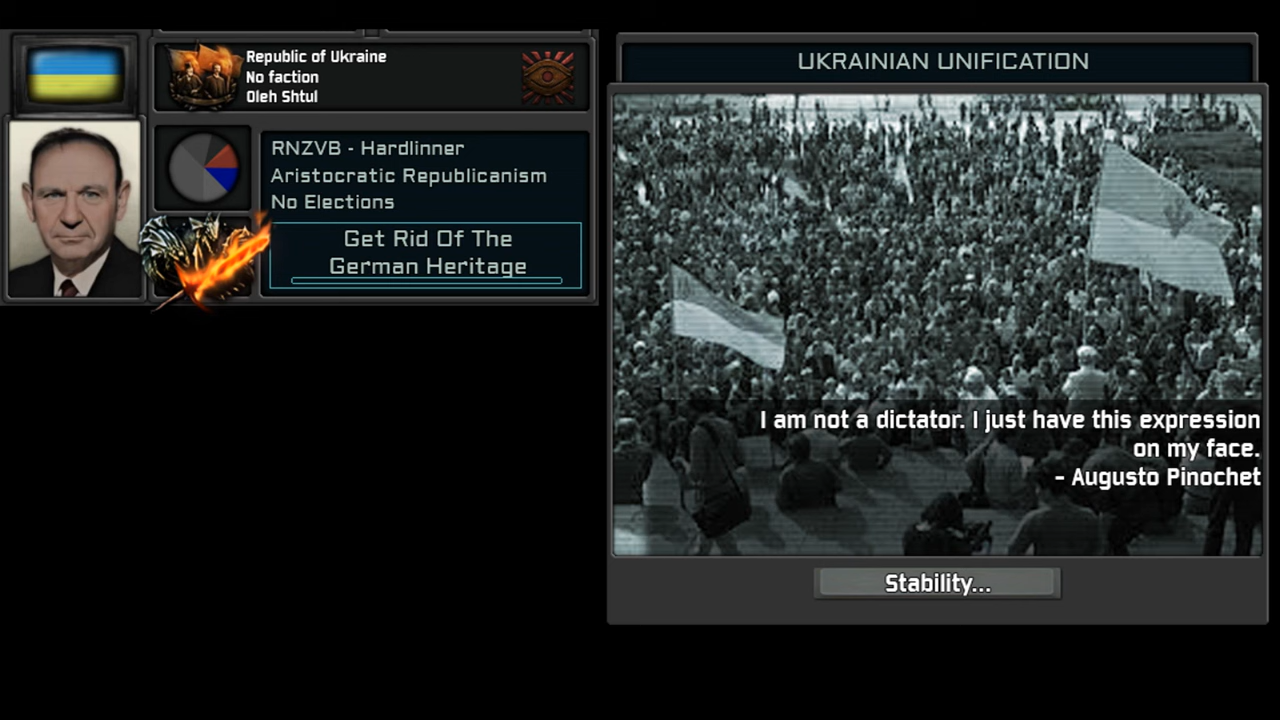 Republic of Ukraine
No faction
Oleh Shtul
RNZVB - Hardlinner
Aristocratic Republicanism
No Elections
Get Rid Of The
German Heritage
UKRAINIAN UNIFICATION
I am not a dictator. I just have this expression
on my face.
- Augusto Pinochet
Stability...